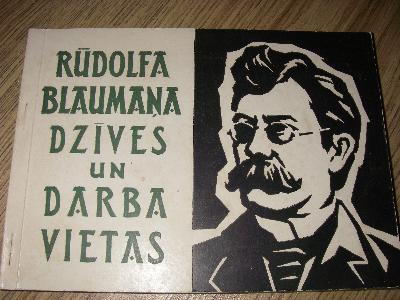 RŪDOLFA
BLAUMAŅA
DZĪVES
UN
DARBA
VIETAS